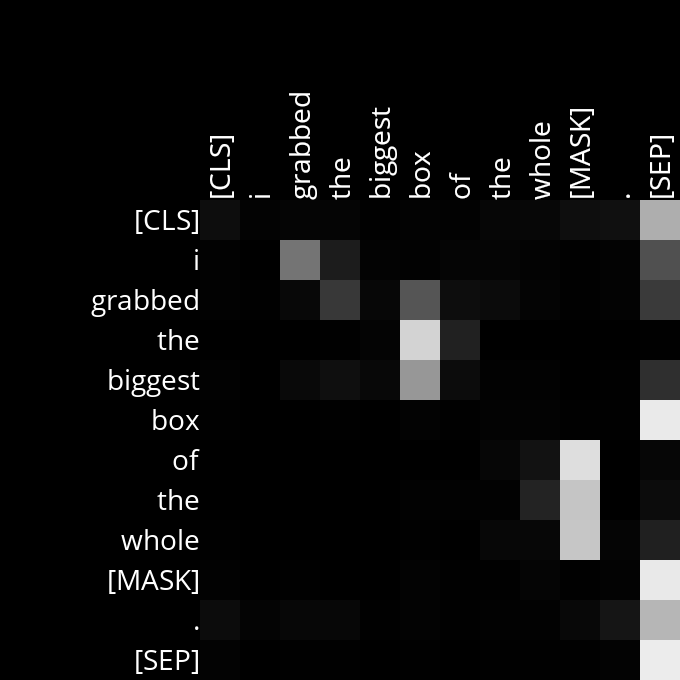 [CLS] i grabbed the biggest box of the whole [MASK] . [SEP]
[CLS]
i
grabbed
the
biggest
box
of
the
whole
[MASK]
.
[SEP]